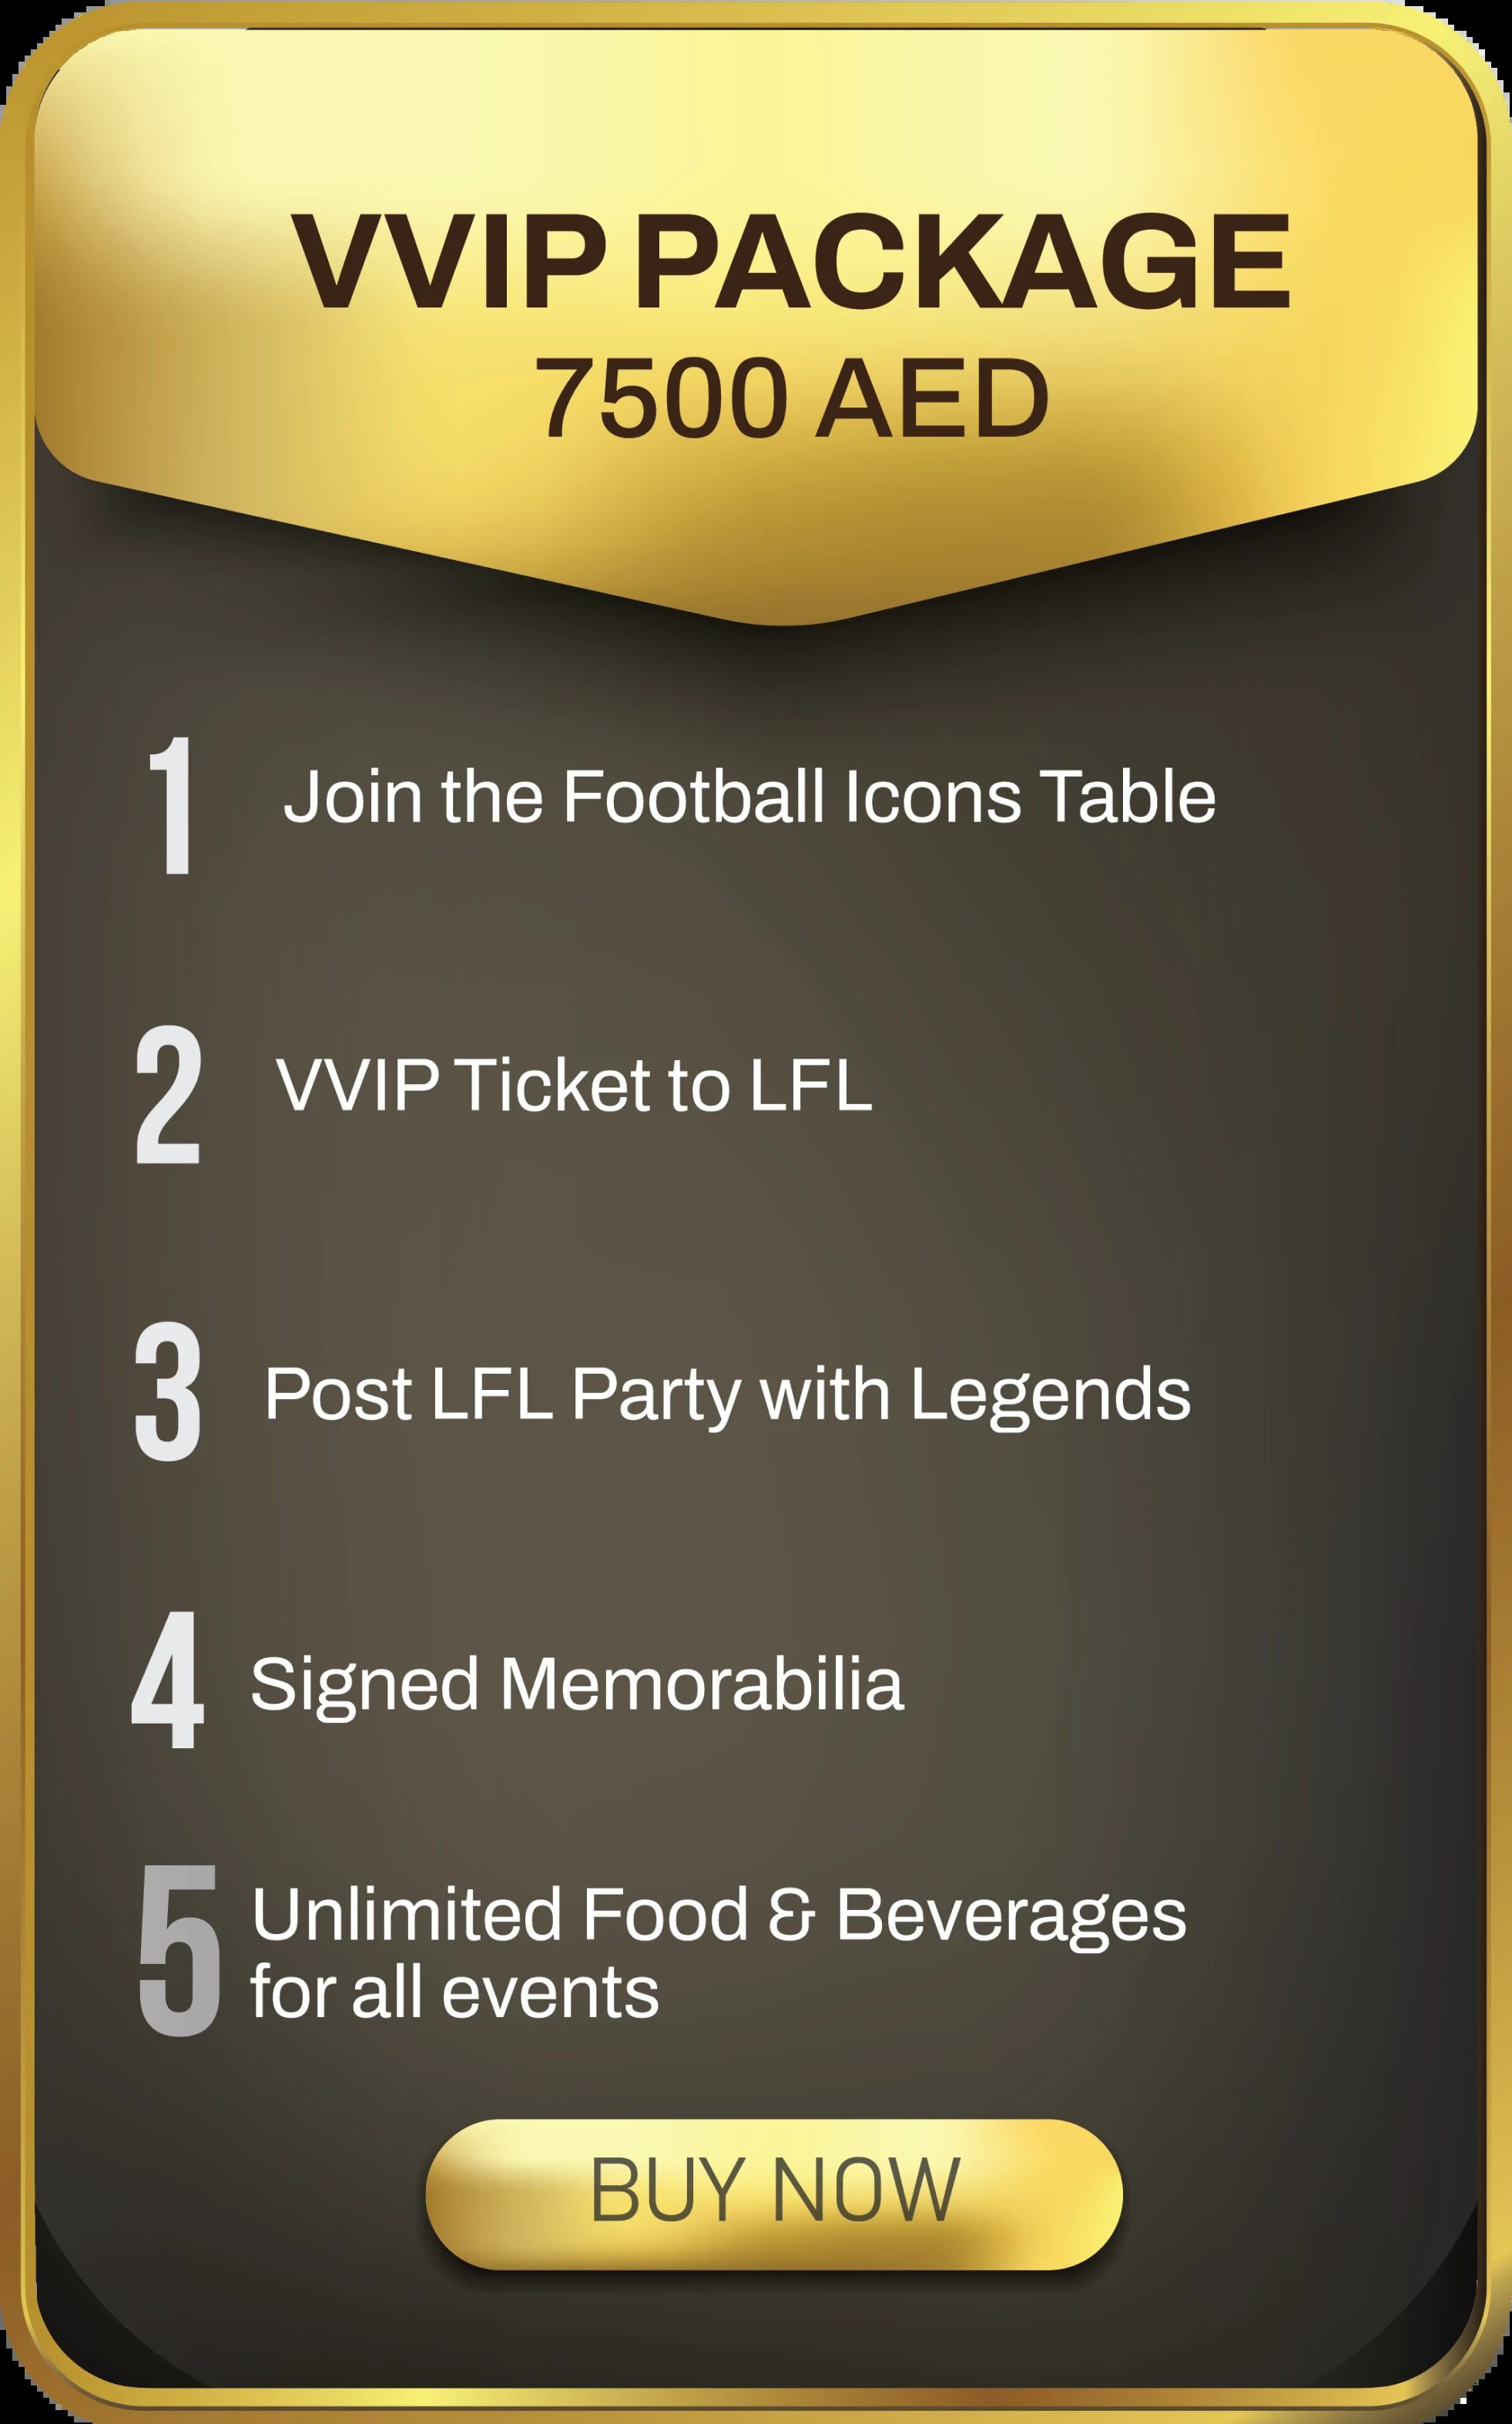 VVIP PACKAGE
7500 AED
1 Join the Football Icons Table
2 VVIP Ticket to LFL
3 Post LFL Party with Legends
4 Signed Memorabilia
5 Unlimited Food & Beverages
for all events
BUY NOW